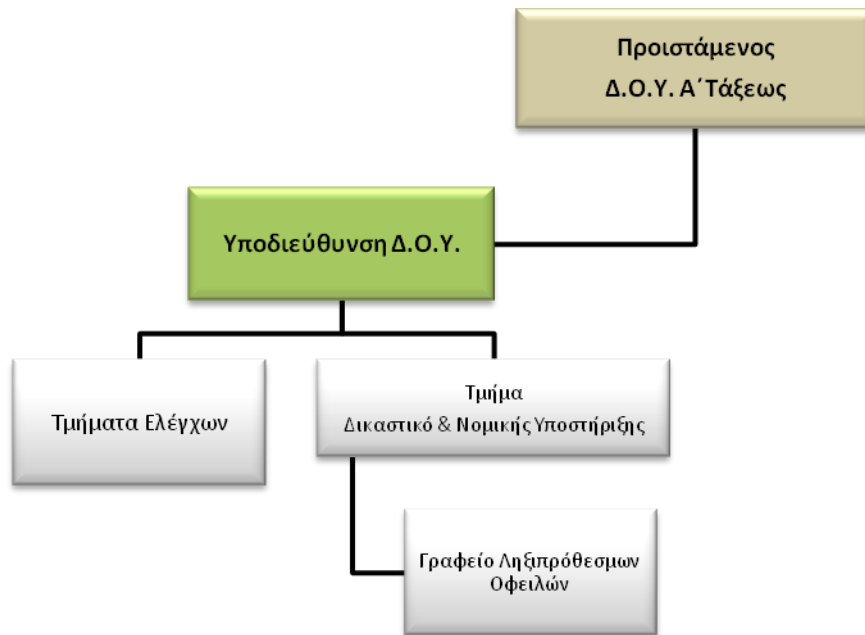 Προιστάμενος
Δ.Ο.Υ. Α΄Τάξεως
Υποδιεύθυνση Δ.Ο.Υ.
Τμήματα Ελέγχων
Τμήμα
Δικαστικό & Νομικής Υποστήριξης
Γραφείο Ληξιπρόθεσμων
Οφειλών